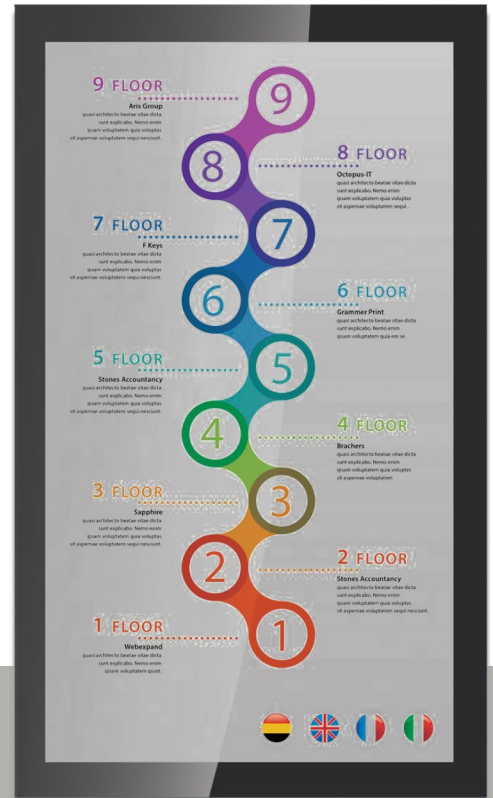 9 FLOOR
Aris Group
quasi architecto beatae vitae dicta
sunt explicabo. Nemo enim
ipsam voluptatem quia voluptas
sit aspernae voluptatem sequi nesciunt.
9
8
8 FLOOR
Octopus-IT
quasi architecto beatae vitae dicta
sunt explicabo. Nemo enim
ipsam voluptatem quia voluptas
sit aspernae voluptatem sequi .
7 FLOOR
F Keys
quasi architecto beatae vitae dicta
sunt explicabo. Nemo enim
ipsam voluptatem quia voluptas
sit aspernae voluptatem sequi nesciunt.
7
6
6 FLOOR
Grammer Print
quasi architecto beatae vitae dicta
sunt explicabo. Nemo enim
ipsam voluptatem quia em se
5 FLOOR
Stones Accountancy
quasi architecto beatae vitae dicta
sunt explicabo. Nemo enim
ipsam voluptatem quia voluptas
sit aspernae voluptatem sequi nesciunt.
5
4
4 FLOOR
Brachers
quasi architecto beatae vitae dicta
sunt explicabo. Nemo enim
ipsam voluptatem quia voluptas
sit aspernae voluptatem
3 FLOOR
Sapphire
quasi architecto beatae vitae dicta
sunt explicabo. Nemo enim
ipsam voluptatem quia voluptas
sit aspernae voluptatem sequi nesciunt.
3
2
2 FLOOR
Stones Accountancy
quasi architecto beatae vitae dicta
sunt explicabo. Nemo enim
ipsam voluptatem quia voluptas
sit aspernae voluptatem sequi nesciunt.
1 FLOOR
Webexpand
quasi architecto beatae vitae dicta
sunt explicabo. Nemo enim
ipsam voluptatem quiunt.
1